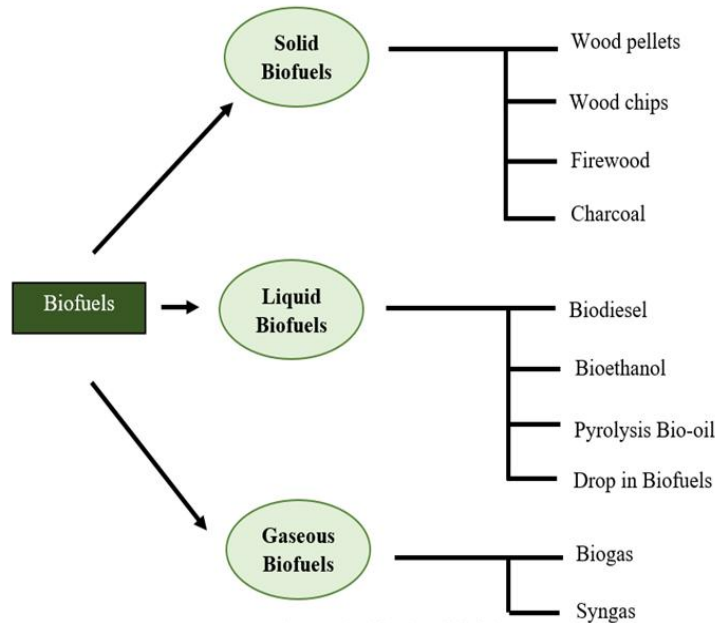 Solid
Biofuels
Wood pellets
Wood chips
Firewood
Charcoal
Biofuels
Liquid
Biofuels
Biodiesel
Bioethanol
Pyrolysis Bio-oil
Drop in Biofuels
Gaseous
Biofuels
Biogas
Syngas